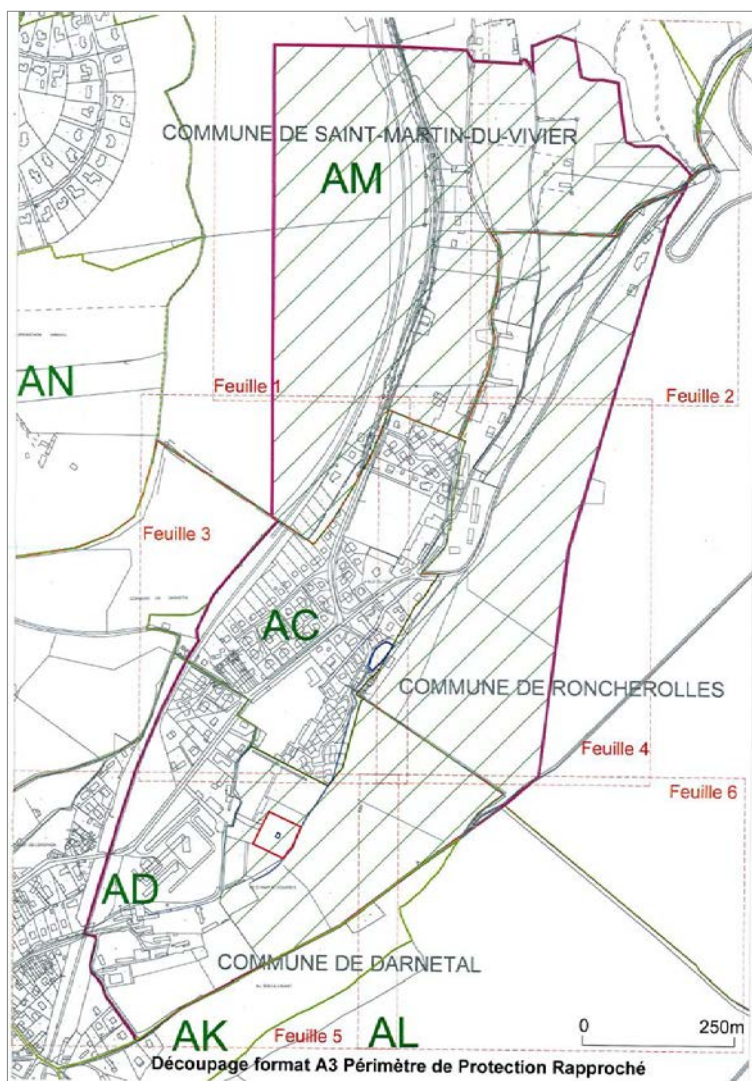 COMMUNE DE SAINT-MARTIN-DU-VIVIER
AM
AN
Feuille 1
Feuille 2
Feuille 3
AC
COMMUNE DE RONCHEROLLES
Feuille 4
Feuille 6
AD
COMMUNE DE DARNETAL
AK
Feuille 5
AL
0 250m
Découpage format A3 Périmètre de Protection Rapproché